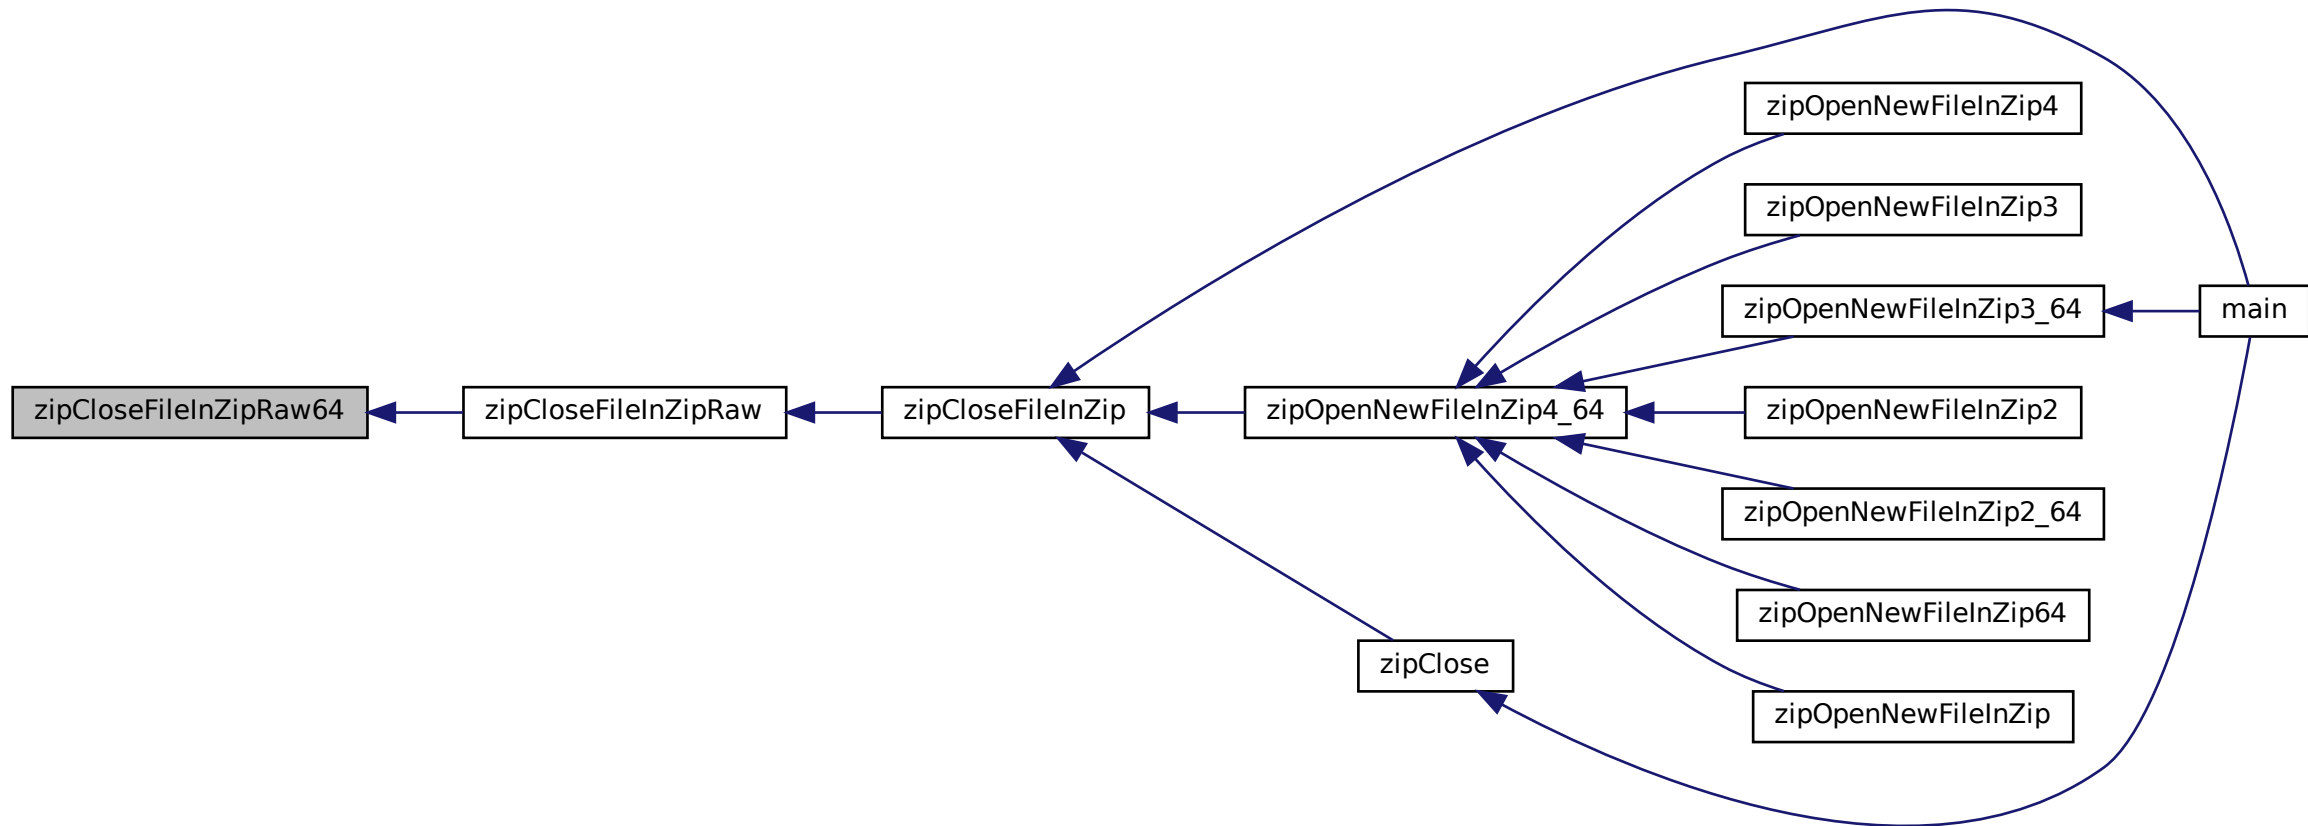 zipOpenNewFileInZip4
zipOpenNewFileInZip3
zipOpenNewFileInZip3_64
main
zipCloseFileInZipRaw64
zipCloseFileInZipRaw
zipCloseFileInZip
zipOpenNewFileInZip4_64
zipOpenNewFileInZip2
zipOpenNewFileInZip2_64
zipOpenNewFileInZip64
zipClose
zipOpenNewFileInZip